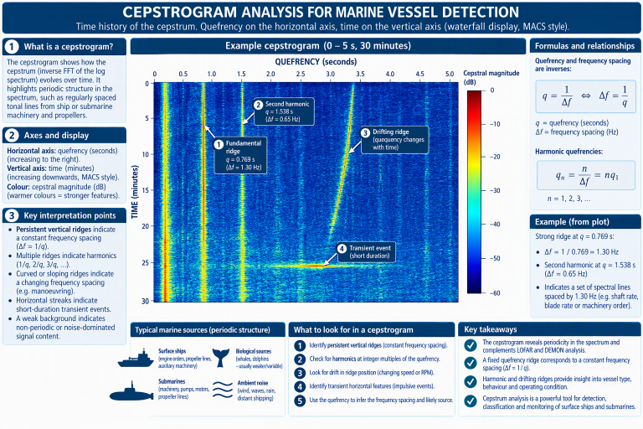 CEPSTROGRAM ANALYSIS FOR MARINE VESSEL DETECTION
Time history of the cepstrum. Quefrency on the horizontal axis, time on the vertical axis (waterfall display, MACS style).
1 What is a cepstrogram?
The cepstrogram shows how the
cepstrum (inverse FFT of the log
spectrum) evolves over time. It
highlights periodic structure in the
spectrum, such as regularly spaced
tonal lines from ship or submarine
machinery and propellers.
2 Axes and display
Horizontal axis: quefrency (seconds)
(increasing to the right).
Vertical axis: time (minutes)
(increasing downwards, MACS style).
Colour: cepstral magnitude (dB)
(warmer colours = stronger features).
3 Key interpretation points
• Persistent vertical ridges indicate
a constant frequency spacing
(Δf = 1/q).
• Multiple ridges indicate harmonics
(1/q, 2/q, 3/q, ...)
• Curved or sloping ridges indicate
a changing frequency spacing
(e.g. manoeuvring).
• Horizontal streaks indicate
short-duration transient events.
• A weak background indicates
non-periodic or noise-dominated
signal content.
Example cepstrogram (0 – 5 s, 30 minutes)
QUEFRENCY (seconds)
0 0.5 0.85 1.5 2.0 2.5 3.0 3.5 4.0 4.5 5.0
TIME (minutes)
0
5
10
15
20
25
30
1 Fundamental
ridge
q = 0.769 s
(Δf = 1.30 Hz)
2 Second harmonic
q = 1.538 s
(Δf = 0.65 Hz)
3 Drifting ridge
(quequency changes
with time)
4 Transient event
(short duration)
Cepstral magnitude
(dB)
0
−10
−20
−30
−40
−50
−60
Formulas and relationships
Quefrency and frequency spacing
are inverses:
q = 1/Δf ⇔ Δf = 1/q
q = quefrency (seconds)
Δf = frequency spacing (Hz)
Harmonic quefrencies:
qₙ = n/Δf = nq₁
n = 1, 2, 3, ...
Example (from plot)
Strong ridge at q = 0.769 s:
• Δf = 1 / 0.769 = 1.30 Hz
• Second harmonic at q = 1.538 s
(Δf = 0.65 Hz)
• Indicates a set of spectral lines
spaced by 1.30 Hz (e.g. shaft rate,
blade rate or machinery order).
Typical marine sources (periodic structure)
Surface ships
(engine orders, propeller lines,
auxiliary machinery)
Biological sources
(whales, dolphins
– usually weaker/variable)
Submarines
(machinery, pumps, motors,
propeller lines)
Ambient noise
(wind, waves, rain,
distant shipping)
What to look for in a cepstrogram
1 Identify persistent vertical ridges (constant frequency spacing).
2 Check for harmonics at integer multiples of the quefrency.
3 Look for drift in ridge position (changing speed or RPM).
4 Identify transient horizontal features (impulsive events).
5 Use the quefrency to infer the frequency spacing and likely source.
Key takeaways
The cepstrogram reveals periodicity in the spectrum and
complements LOFAR and DEMON analysis.
A fixed quefrency ridge corresponds to a constant frequency
spacing (Δf = 1/q).
Harmonic and drifting ridges provide insight into vessel type,
behaviour and operating condition.
Cepstrum analysis is a powerful tool for detection,
classification and monitoring of surface ships and submarines.